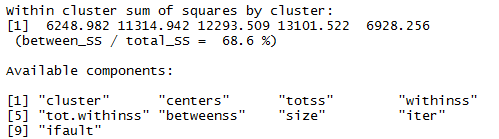 Within cluster sum of squares by cluster:
[1]  6248.982 11314.942 12293.509 13101.522  6928.256
 (between_SS / total_SS =  68.6 %)
Available components:
[1] "cluster"      "centers"      "totss"        "withinss"
[5] "tot.withinss" "betweenss"    "size"         "iter"
[9] "ifault"